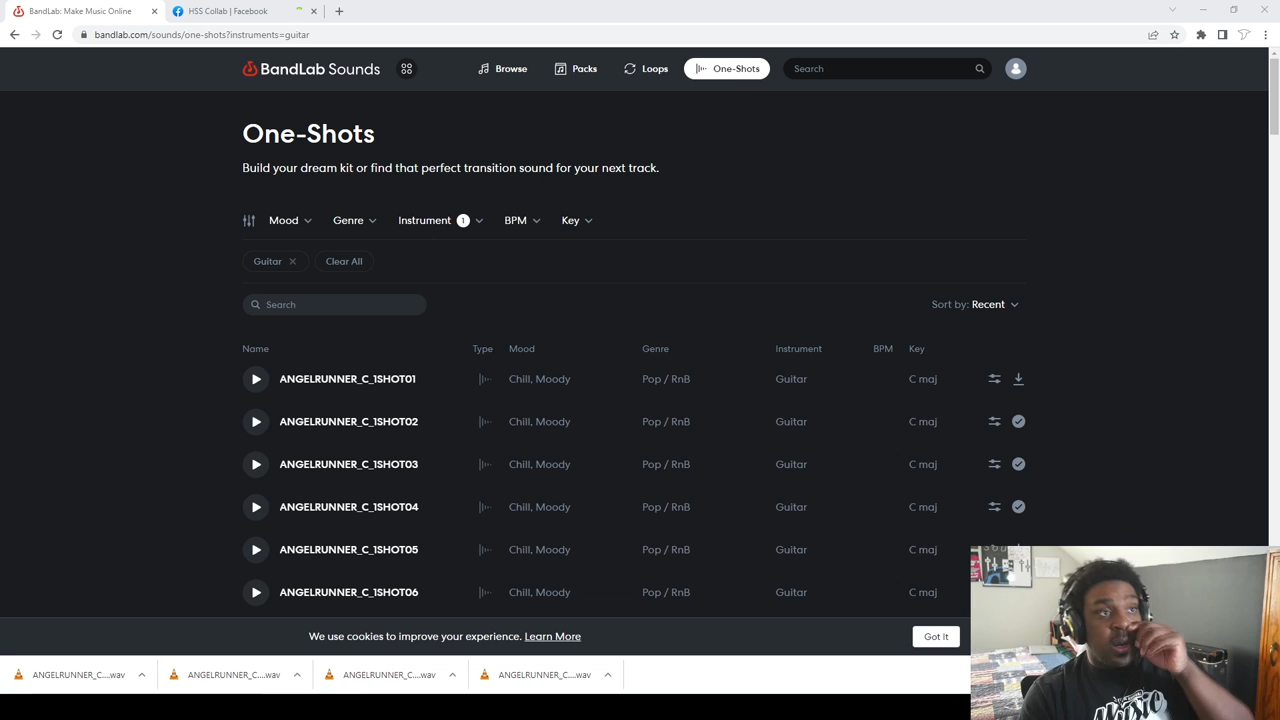 BandLab: Make Music Online
HSS Collab | Facebook
bandlab.com/sounds/one-shots?instruments=guitar
BandLab Sounds
Browse
Packs
Loops
One-Shots
Search
One-Shots
Build your dream kit or find that perfect transition sound for your next track.
Mood
Genre
Instrument 1
BPM
Key
Guitar
Clear All
Search
Sort by: Recent
Name Type Mood Genre Instrument BPM Key
ANGELRUNNER_C_1SHOT01 Chill, Moody Pop / RnB Guitar C maj
ANGELRUNNER_C_1SHOT02 Chill, Moody Pop / RnB Guitar C maj
ANGELRUNNER_C_1SHOT03 Chill, Moody Pop / RnB Guitar C maj
ANGELRUNNER_C_1SHOT04 Chill, Moody Pop / RnB Guitar C maj
ANGELRUNNER_C_1SHOT05 Chill, Moody Pop / RnB Guitar C maj
ANGELRUNNER_C_1SHOT06 Chill, Moody Pop / RnB Guitar C maj
We use cookies to improve your experience. Learn More
Got It
ANGELRUNNER_C....wav
ANGELRUNNER_C....wav
ANGELRUNNER_C....wav
ANGELRUNNER_C....wav